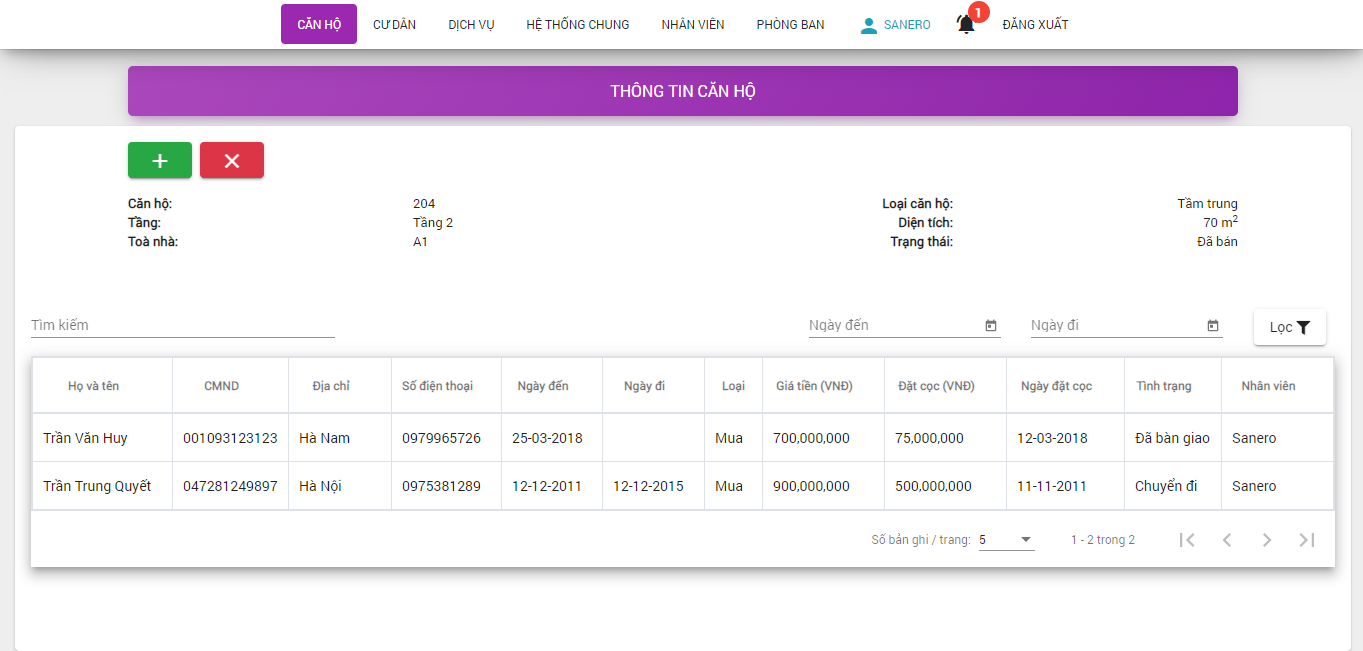 CĂN HỘ CƯ DÂN DỊCH VỤ HỆ THỐNG CHUNG NHÂN VIÊN PHÒNG BAN SANERO 1 ĐĂNG XUẤT
THÔNG TIN CĂN HỘ
Căn hộ: 204 Loại căn hộ: Tầm trung
Tầng: Tầng 2 Diện tích: 70 m²
Toà nhà: A1 Trạng thái: Đã bán
Tìm kiếm Ngày đến Ngày đi Lọc
Họ và tên CMND Địa chỉ Số điện thoại Ngày đến Ngày đi Loại Giá tiền (VNĐ) Đặt cọc (VNĐ) Ngày đặt cọc Tình trạng Nhân viên
Trần Văn Huy 001093123123 Hà Nam 0979965726 25-03-2018 Mua 700,000,000 75,000,000 12-03-2018 Đã bàn giao Sanero
Trần Trung Quyết 047281249897 Hà Nội 0975381289 12-12-2011 12-12-2015 Mua 900,000,000 500,000,000 11-11-2011 Chuyển đi Sanero
Số bản ghi / trang: 5 1 - 2 trong 2